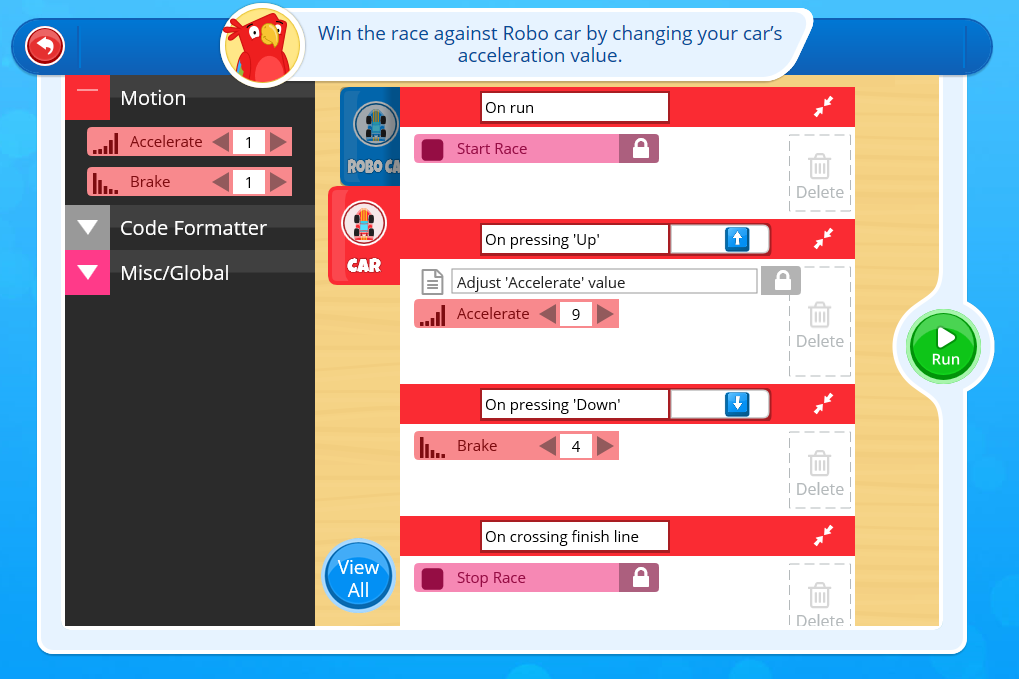 Win the race against Robo car by changing your car’s
acceleration value.
Motion
Accelerate 1
Brake 1
Code Formatter
Misc/Global
ROBO CA
CAR
View
All
On run
Start Race
Delete
On pressing 'Up'
Adjust 'Accelerate' value
Accelerate 9
Delete
On pressing 'Down'
Brake 4
Delete
On crossing finish line
Stop Race
Delete
Run